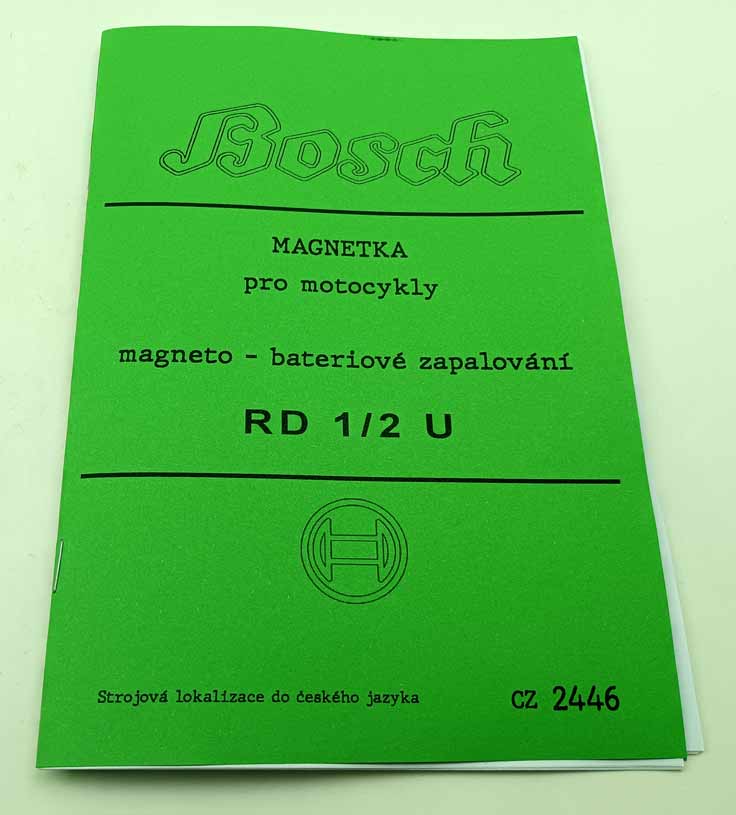 Bosch
MAGNETKA
pro motocykly
magneto - bateriové zapalování
RD 1/2 U
Strojová lokalizace do českého jazyka
CZ 2446